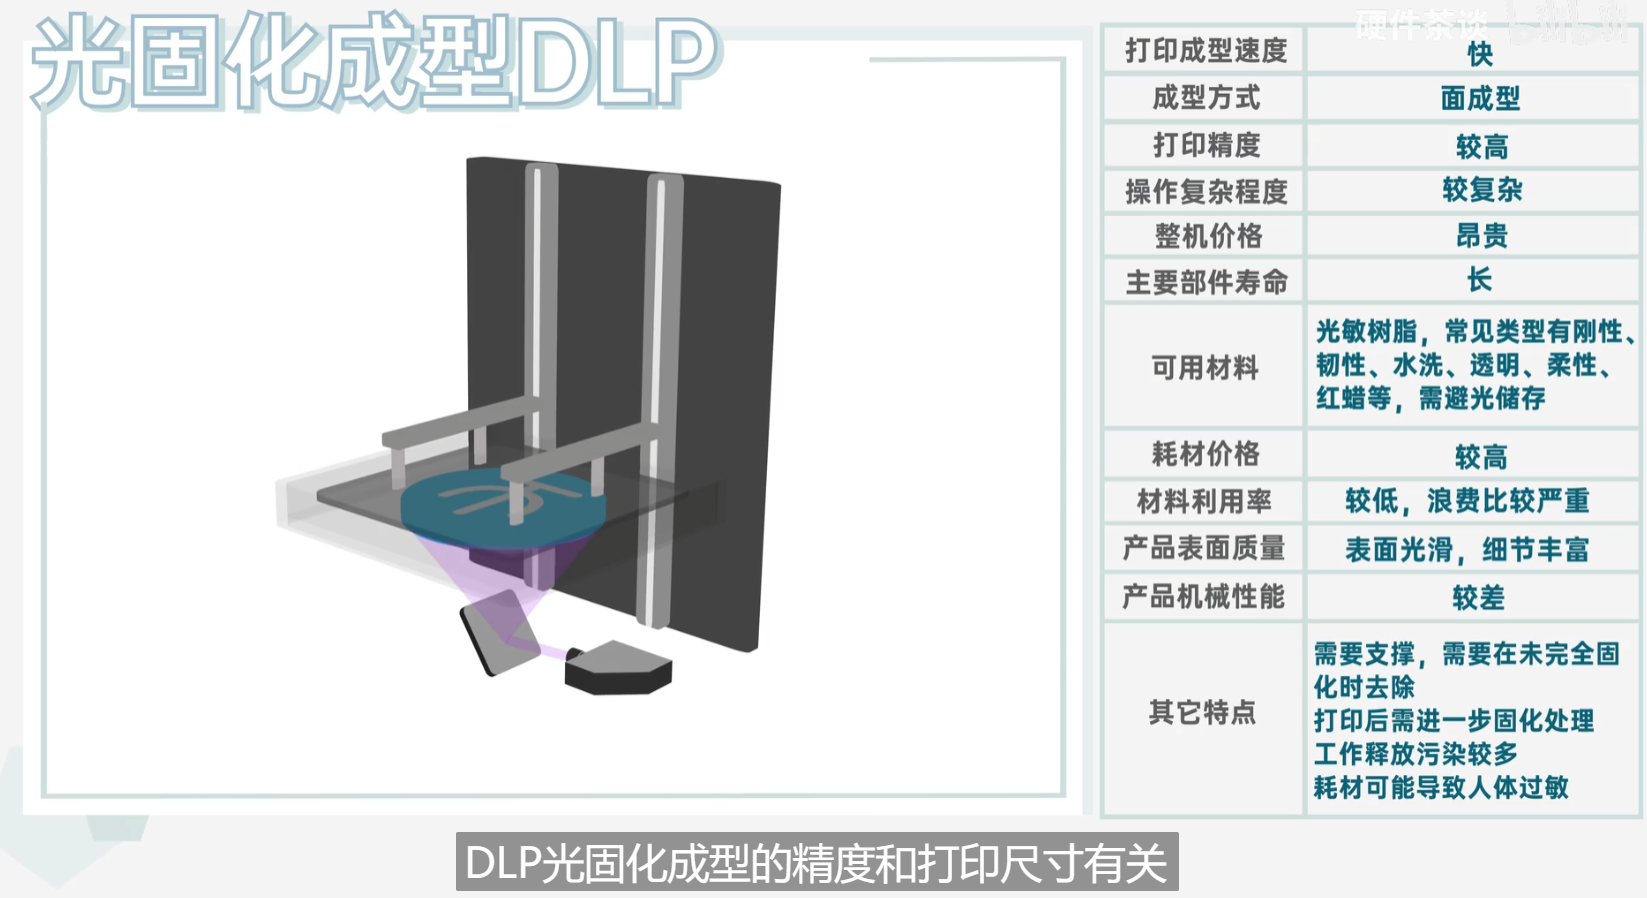 光固化成型DLP
硬件茶谈 bilibili
打印成型速度 快
成型方式 面成型
打印精度 较高
操作复杂程度 较复杂
整机价格 昂贵
主要部件寿命 长
可用材料
光敏树脂，常见类型有刚性、
韧性、水洗、透明、柔性、
红蜡等，需避光储存
耗材价格 较高
材料利用率 较低，浪费比较严重
产品表面质量 表面光滑，细节丰富
产品机械性能 较差
其它特点
需要支撑，需要在未完全固
化时去除
打印后需进一步固化处理
工作释放污染较多
耗材可能导致人体过敏
DLP光固化成型的精度和打印尺寸有关